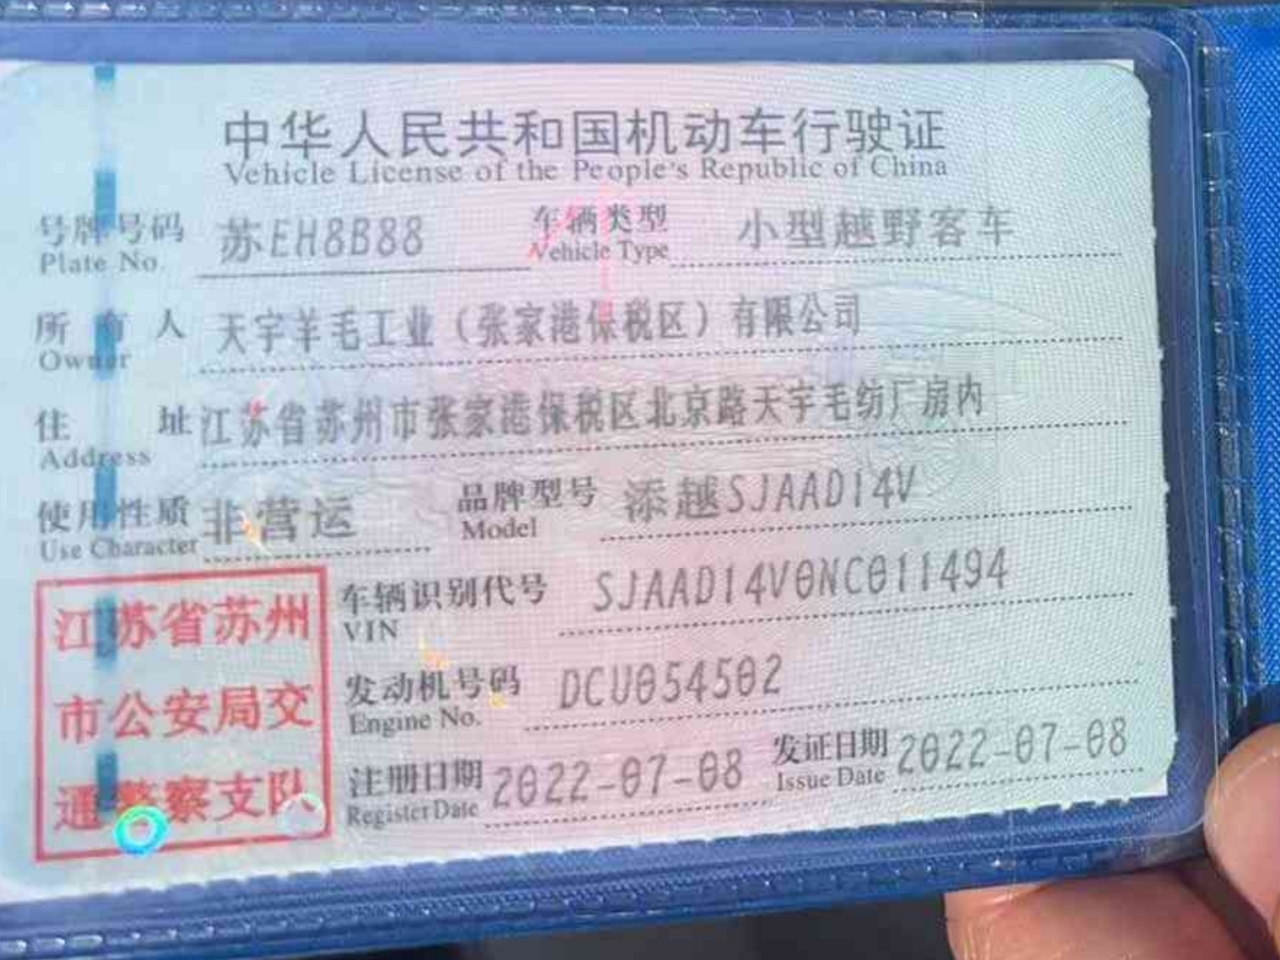 中华人民共和国机动车行驶证
Vehicle License of the People's Republic of China
号牌号码 苏EH8B88 车辆类型 小型越野客车
Plate No. Vehicle Type
所有人 天宇羊毛工业（张家港保税区）有限公司
Owner
住址 江苏省苏州市张家港保税区北京路天宇毛纺厂房内
Address
使用性质 非营运 品牌型号 添越SJAAD14V
Use Character Model
车辆识别代号 SJAAD14V0NC011494
VIN
发动机号码 DCU054502
Engine No.
注册日期 2022-07-08 发证日期 2022-07-08
Register Date Issue Date
江苏省苏州
市公安局交
通警察支队